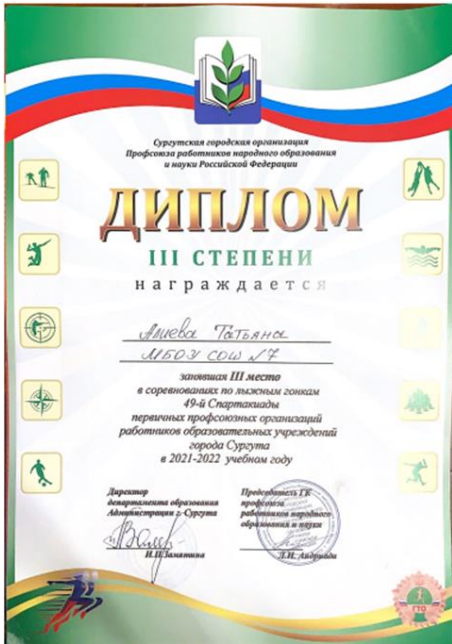 Сургутская городская организация
Профсоюза работников народного образования
и науки Российской Федерации
ДИПЛОМ
III СТЕПЕНИ
награждается
Алиева Татьяна
МБОУ СОШ №7
занявшая III место
в соревнованиях по лыжным гонкам
49-й Спартакиады
первичных профсоюзных организаций
работников образовательных учреждений
города Сургута
в 2021-2022 учебном году
Директор
департамента образования
Администрации г. Сургута
И.П. Замятина
Председатель ГК
профсоюза
работников народного
образования и науки
Л.И. Андриади
ГТО